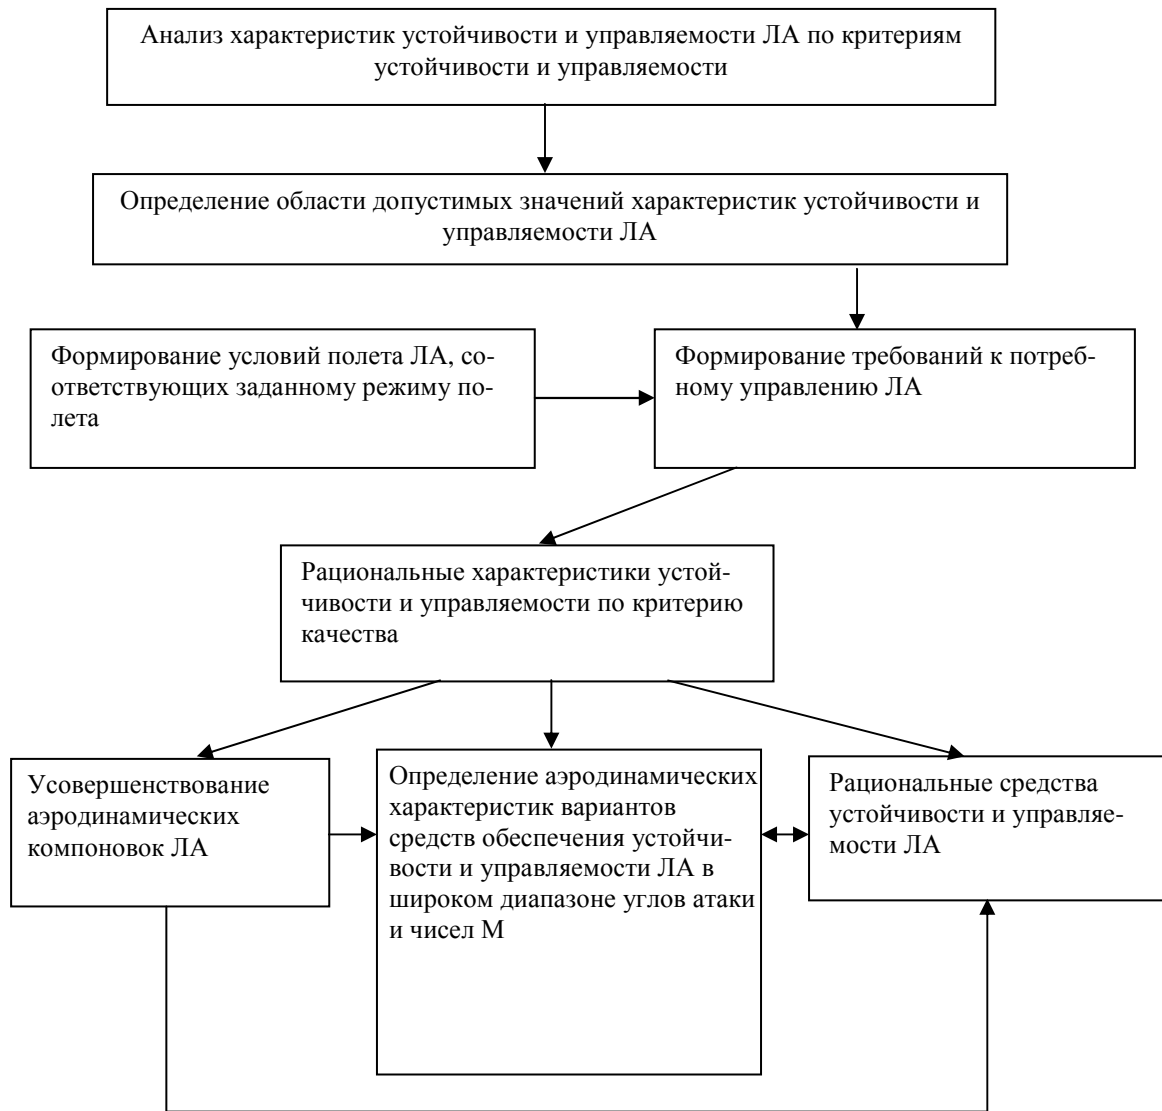 Анализ характеристик устойчивости и управляемости ЛА по критериям
устойчивости и управляемости
Определение области допустимых значений характеристик устойчивости и
управляемости ЛА
Формирование условий полета ЛА, со-
ответствующих заданному режиму по-
лета
Формирование требований к потреб-
ному управлению ЛА
Рациональные характеристики устой-
чивости и управляемости по критерию
качества
Усовершенствование
аэродинамических
компоновок ЛА
Определение аэродинамических
характеристик вариантов
средств обеспечения устойчи-
вости и управляемости ЛА в
широком диапазоне углов атаки
и чисел М
Рациональные средства
устойчивости и управляе-
мости ЛА